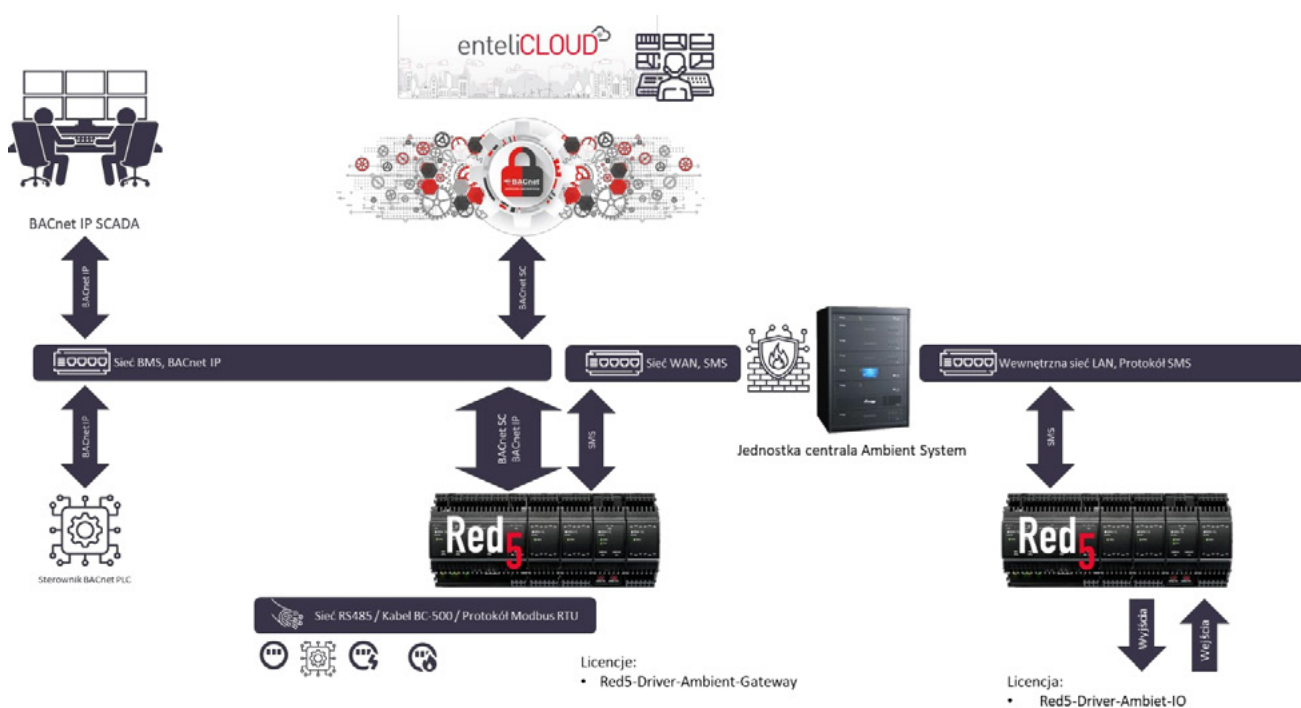 enteliCLOUD
BACnet
BACnet IP SCADA
BACnet IP
BACnet SC
Sieć BMS, BACnet IP
Sieć WAN, SMS
Wewnętrzna sieć LAN, Protokół SMS
BACnet IP
BACnet SC
BACnet IP
SMS
Jednostka centrala Ambient System
SMS
Red5
Red5
Sterownik BACnet PLC
Sieć RS485 / Kabel BC-500 / Protokół Modbus RTU
Wyjścia
Wejścia
Licencje:
• Red5-Driver-Ambient-Gateway
Licencja:
• Red5-Driver-Ambiet-IO